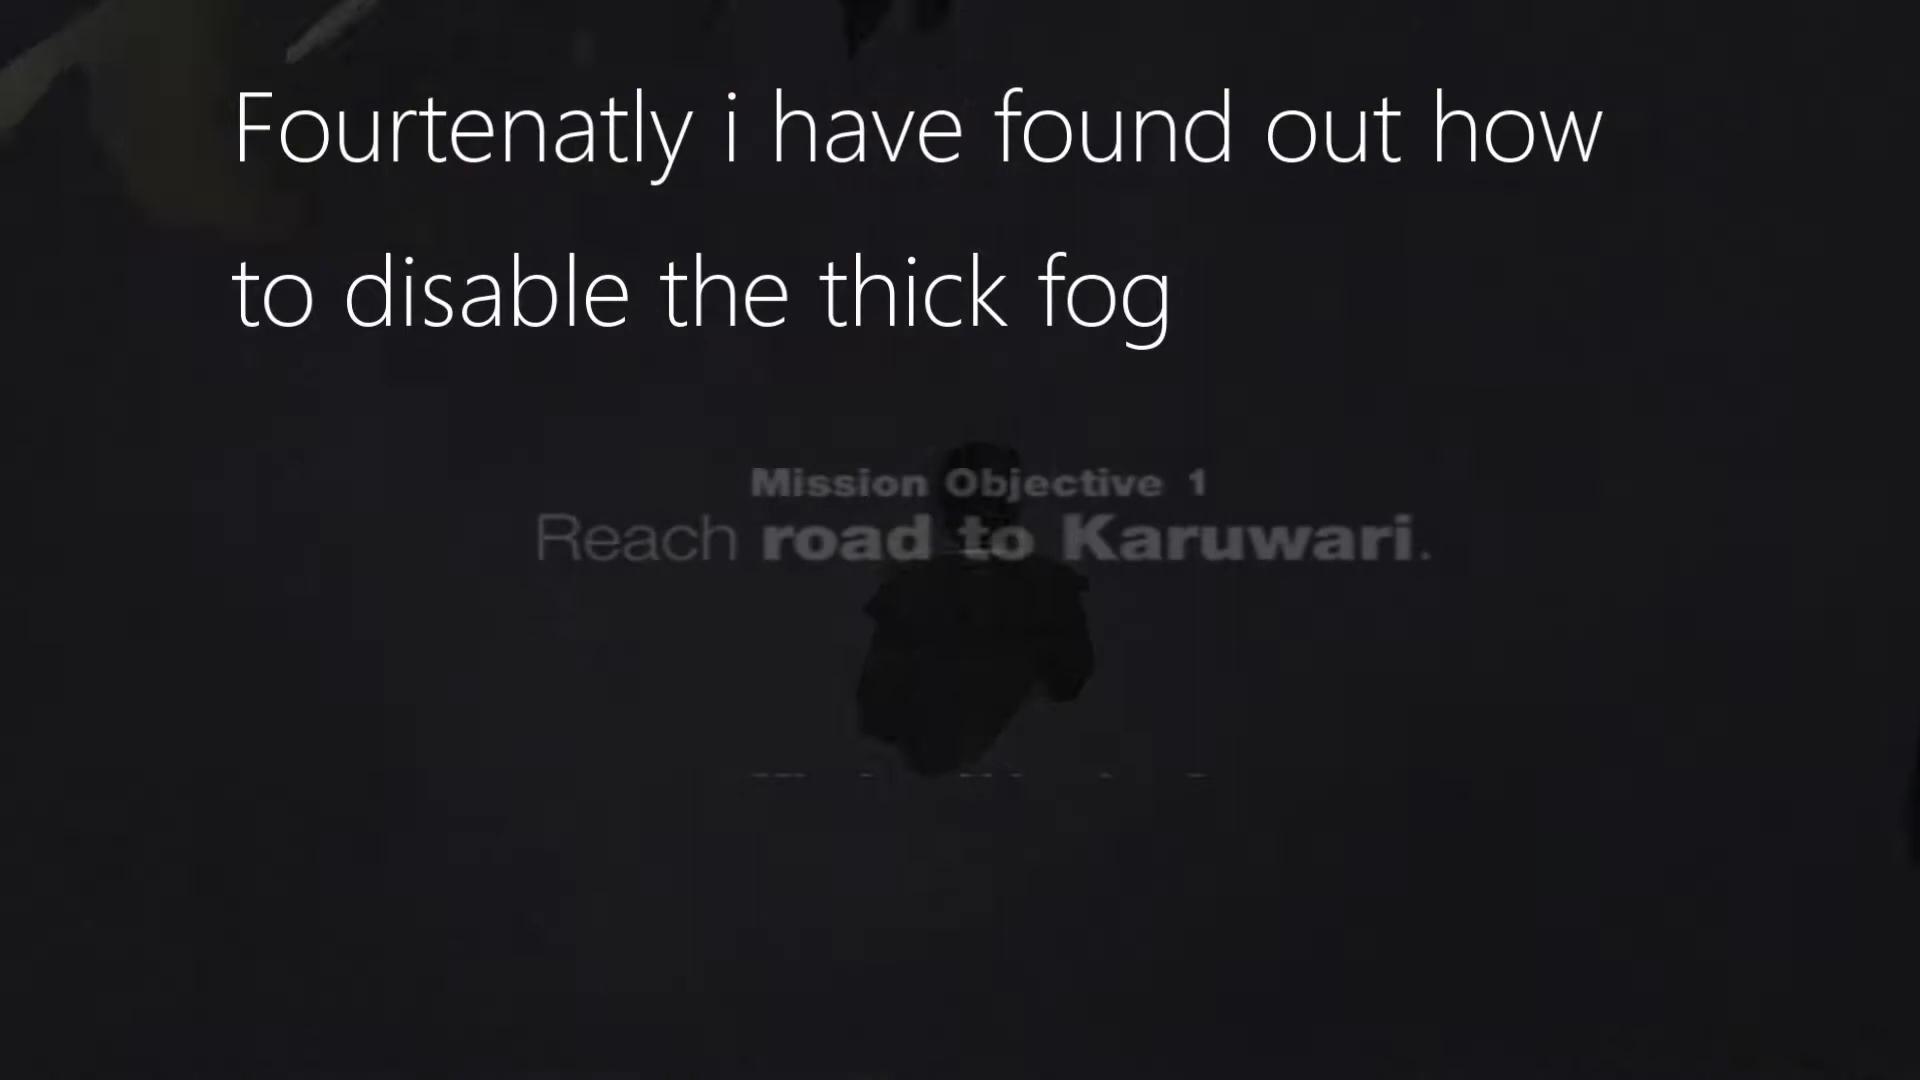 Fourtenatly i have found out how
to disable the thick fog
Mission Objective 1
Reach road to Karuwari.